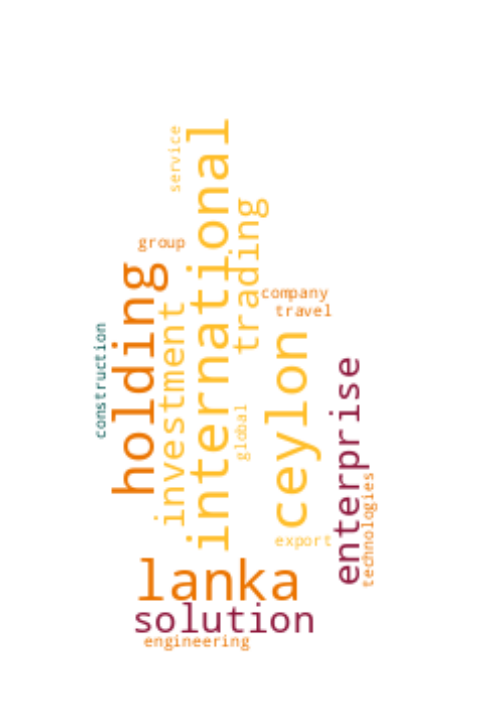 service
international
trading
group
holding
company
travel
investment
construction
ceylon
enterprise
global
technologies
export
lanka
solution
engineering